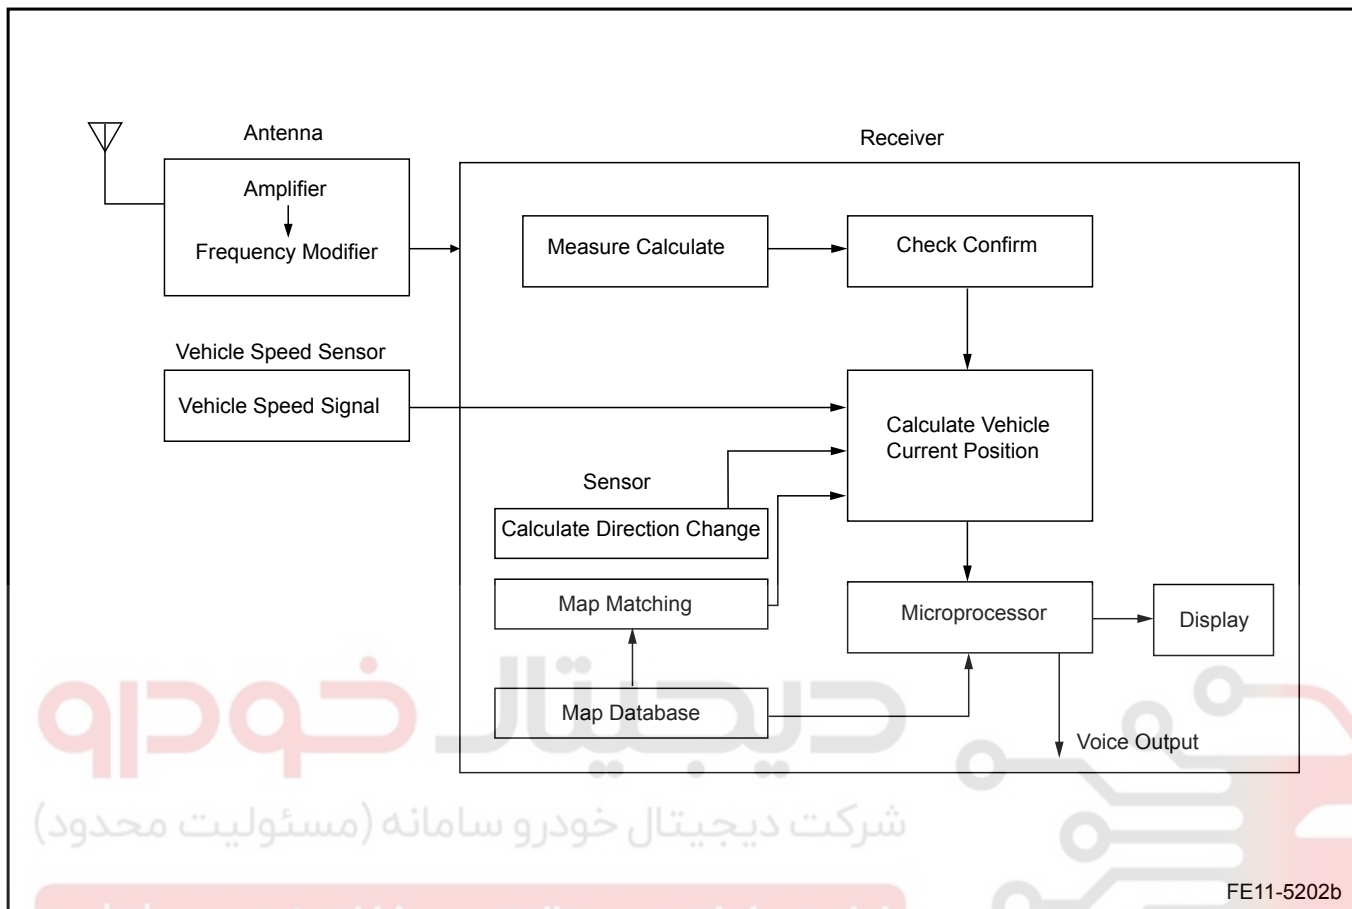 Antenna
Receiver
Amplifier
Frequency Modifier
Measure Calculate
Check Confirm
Vehicle Speed Sensor
Vehicle Speed Signal
Calculate Vehicle
Current Position
Sensor
Calculate Direction Change
Map Matching
Microprocessor
Display
Map Database
Voice Output
دیجیتال خودرو
شرکت دیجیتال خودرو سامانه (مسئولیت محدود)
FE11-5202b